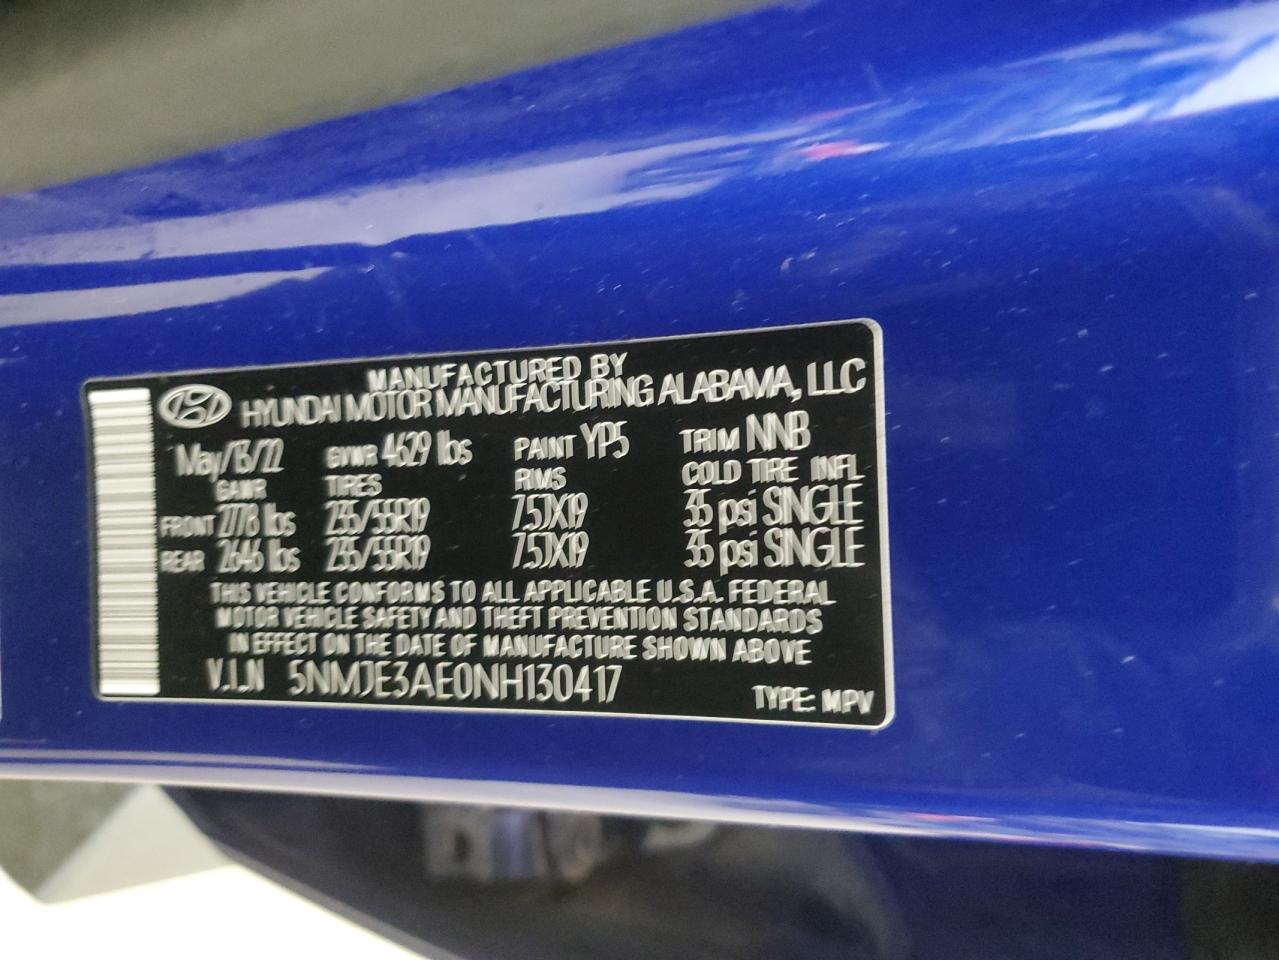 MANUFACTURED BY
HYUNDAI MOTOR MANUFACTURING ALABAMA, LLC
May/13/22 GVWR 4629 lbs PAINT YP5 TRIM NNB
GAWR TIRES RIMS COLD TIRE INFL
FRONT 2778 lbs 235/55R19 7.5JX19 35 psi SINGLE
REAR 2646 lbs 235/55R19 7.5JX19 35 psi SINGLE
THIS VEHICLE CONFORMS TO ALL APPLICABLE U.S.A. FEDERAL
MOTOR VEHICLE SAFETY AND THEFT PREVENTION STANDARDS
IN EFFECT ON THE DATE OF MANUFACTURE SHOWN ABOVE
V.I.N 5NMJE3AE0NH130417
TYPE: MPV